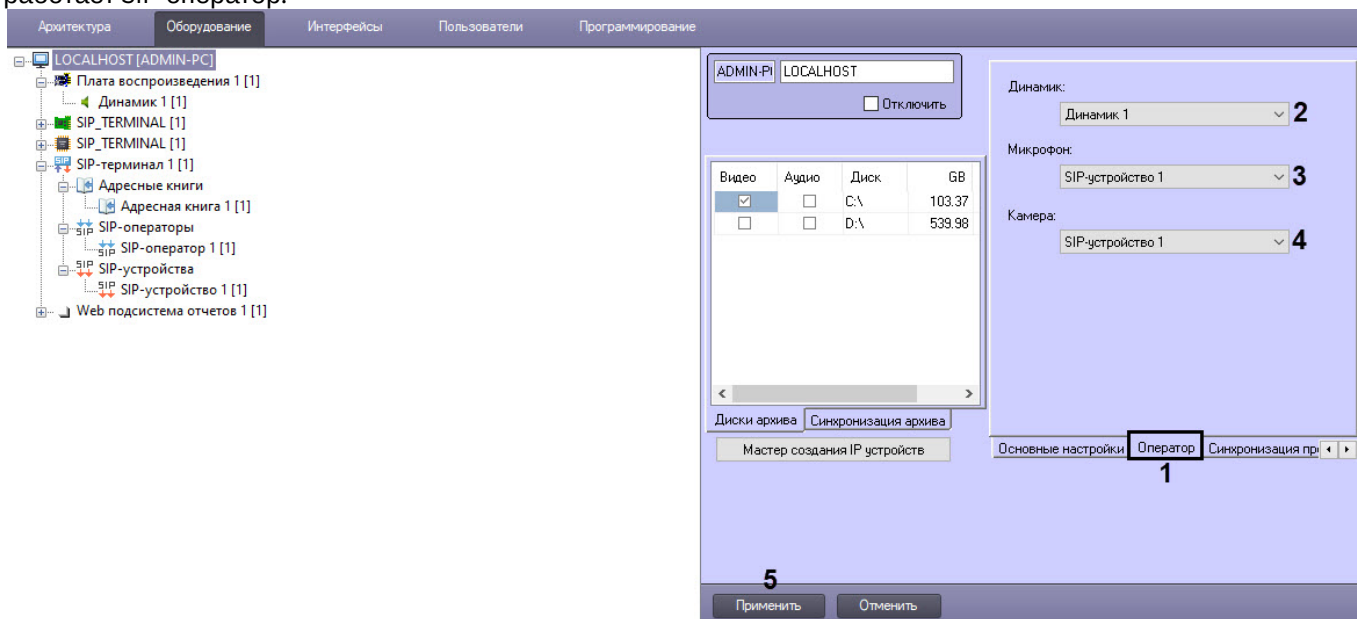 работает SIP-оператор.
Архитектура Оборудование Интерфейсы Пользователи Программирование
LOCALHOST [ADMIN-PC]
Плата воспроизведения 1 [1]
Динамик 1 [1]
SIP_TERMINAL [1]
SIP_TERMINAL [1]
SIP-терминал 1 [1]
Адресные книги
Адресная книга 1 [1]
SIP-операторы
SIP-оператор 1 [1]
SIP-устройства
SIP-устройство 1 [1]
Web подсистема отчетов 1 [1]
ADMIN-P LOCALHOST
Отключить
Видео Аудио Диск GB
C:\ 103.37
D:\ 539.98
Диски архива Синхронизация архива
Мастер создания IP устройств
Динамик:
Динамик 1 2
Микрофон:
SIP-устройство 1 3
Камера:
SIP-устройство 1 4
Основные настройки Оператор Синхронизация пр
1
5
Применить Отменить